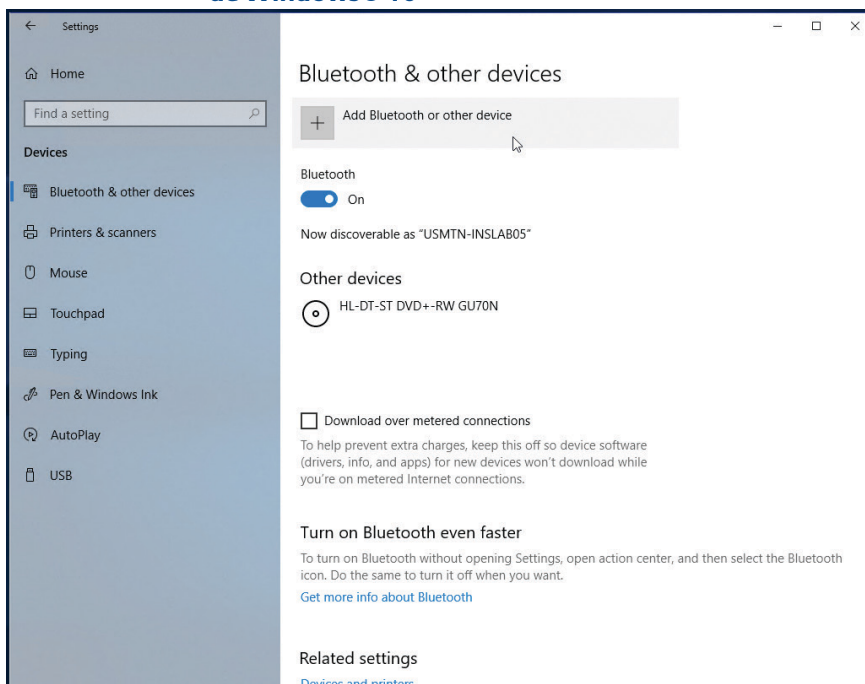 Settings
Home
Find a setting
Devices
Bluetooth & other devices
Printers & scanners
Mouse
Touchpad
Typing
Pen & Windows Ink
AutoPlay
USB
Bluetooth & other devices
Add Bluetooth or other device
Bluetooth
On
Now discoverable as “USMTN-INSLAB05”
Other devices
HL-DT-ST DVD+-RW GU70N
Download over metered connections
To help prevent extra charges, keep this off so device software
(drivers, info, and apps) for new devices won’t download while
you’re on metered Internet connections.
Turn on Bluetooth even faster
To turn on Bluetooth without opening Settings, open action center, and then select the Bluetooth
icon. Do the same to turn it off when you want.
Get more info about Bluetooth
Related settings
Devices and printers